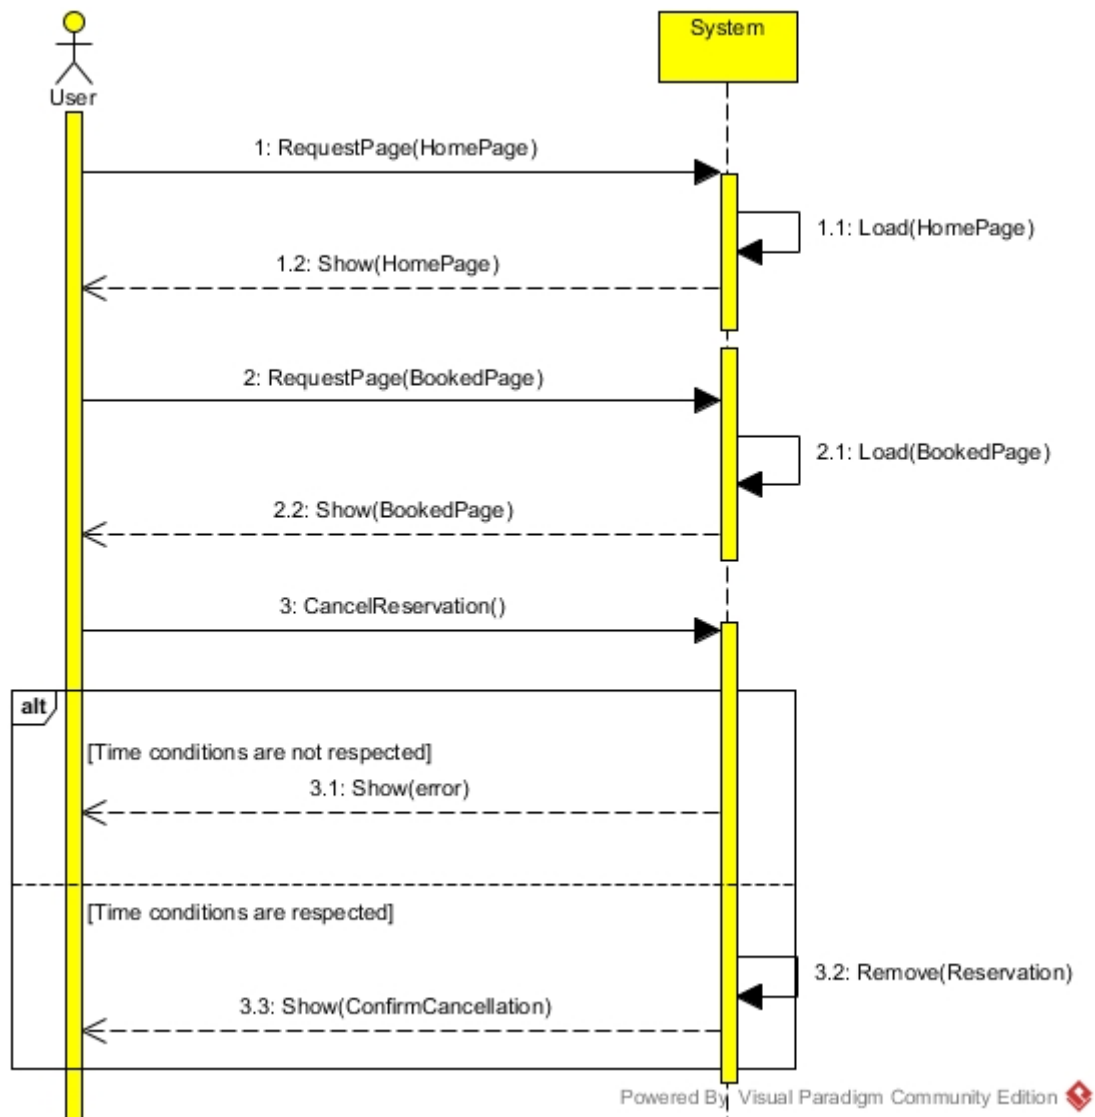 System
User
1: RequestPage(HomePage)
1.1: Load(HomePage)
1.2: Show(HomePage)
2: RequestPage(BookedPage)
2.1: Load(BookedPage)
2.2: Show(BookedPage)
3: CancelReservation()
alt
[Time conditions are not respected]
3.1: Show(error)
[Time conditions are respected]
3.2: Remove(Reservation)
3.3: Show(ConfirmCancellation)
Powered By Visual Paradigm Community Edition